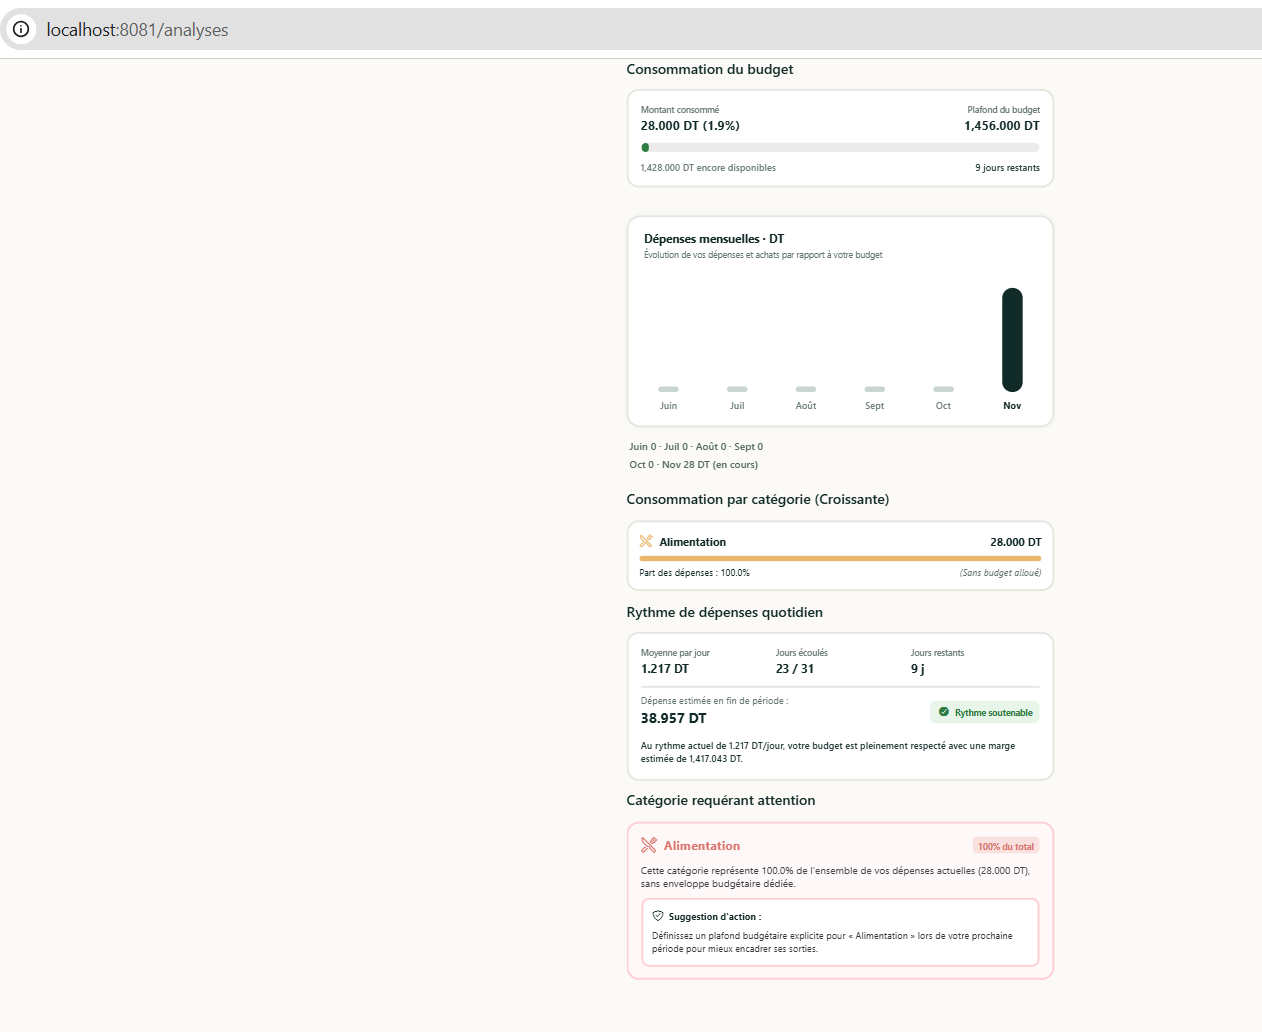 localhost:8081/analyses
Consommation du budget
Montant consommé
Plafond du budget
28.000 DT (1.9%)
1,456.000 DT
1,428.000 DT encore disponibles
9 jours restants
Dépenses mensuelles · DT
Évolution de vos dépenses et achats par rapport à votre budget
Juin
Juil
Août
Sept
Oct
Nov
Juin 0 · Juil 0 · Août 0 · Sept 0
Oct 0 · Nov 28 DT (en cours)
Consommation par catégorie (Croissante)
Alimentation
28.000 DT
Part des dépenses : 100.0%
(Sans budget alloué)
Rythme de dépenses quotidien
Moyenne par jour
Jours écoulés
Jours restants
1.217 DT
23 / 31
9 j
Dépense estimée en fin de période :
38.957 DT
Rythme soutenable
Au rythme actuel de 1.217 DT/jour, votre budget est pleinement respecté avec une marge
estimée de 1,417.043 DT.
Catégorie requérant attention
Alimentation
100% du total
Cette catégorie représente 100.0% de l'ensemble de vos dépenses actuelles (28.000 DT),
sans enveloppe budgétaire dédiée.
Suggestion d'action :
Définissez un plafond budgétaire explicite pour « Alimentation » lors de votre prochaine
période pour mieux encadrer ses sorties.